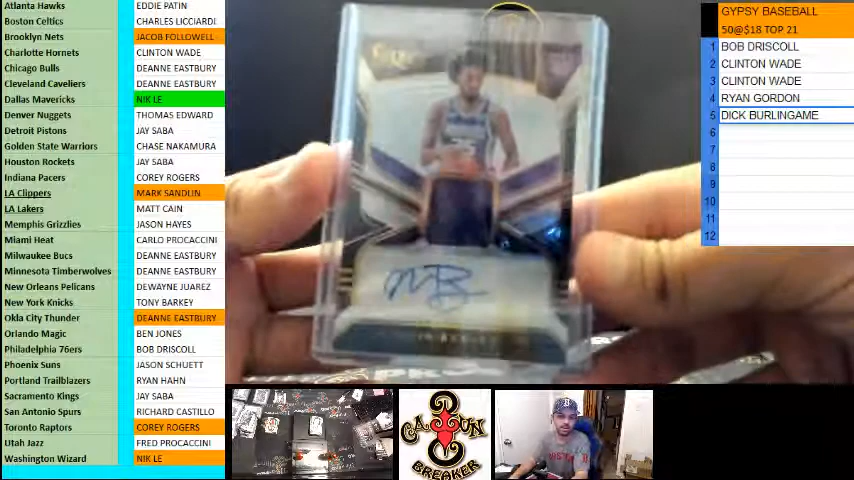 Atlanta Hawks EDDIE PATIN
Boston Celtics CHARLES LICCIARDI
Brooklyn Nets JACOB FOLLOWELL
Charlotte Hornets CLINTON WADE
Chicago Bulls DEANNE EASTBURY
Cleveland Caveliers DEANNE EASTBURY
Dallas Mavericks NIK LE
Denver Nuggets THOMAS EDWARD
Detroit Pistons JAY SABA
Golden State Warriors CHASE NAKAMURA
Houston Rockets JAY SABA
Indiana Pacers COREY ROGERS
LA Clippers MARK SANDLIN
LA Lakers MATT CAIN
Memphis Grizzlies JASON HAYES
Miami Heat CARLO PROCACCINI
Milwaukee Bucs DEANNE EASTBURY
Minnesota Timberwolves DEANNE EASTBURY
New Orleans Pelicans DEWAYNE JUAREZ
New York Knicks TONY BARKEY
Okla City Thunder DEANNE EASTBURY
Orlando Magic BEN JONES
Philadelphia 76ers BOB DRISCOLL
Phoenix Suns JASON SCHUETT
Portland Trailblazers RYAN HAHN
Sacramento Kings JAY SABA
San Antonio Spurs RICHARD CASTILLO
Toronto Raptors COREY ROGERS
Utah Jazz FRED PROCACCINI
Washington Wizard NIK LE
GYPSY BASEBALL
50@$18 TOP 21
1 BOB DRISCOLL
2 CLINTON WADE
3 CLINTON WADE
4 RYAN GORDON
5 DICK BURLINGAME
6
7
8
9
10
11
12
CAJUN
BREAKER